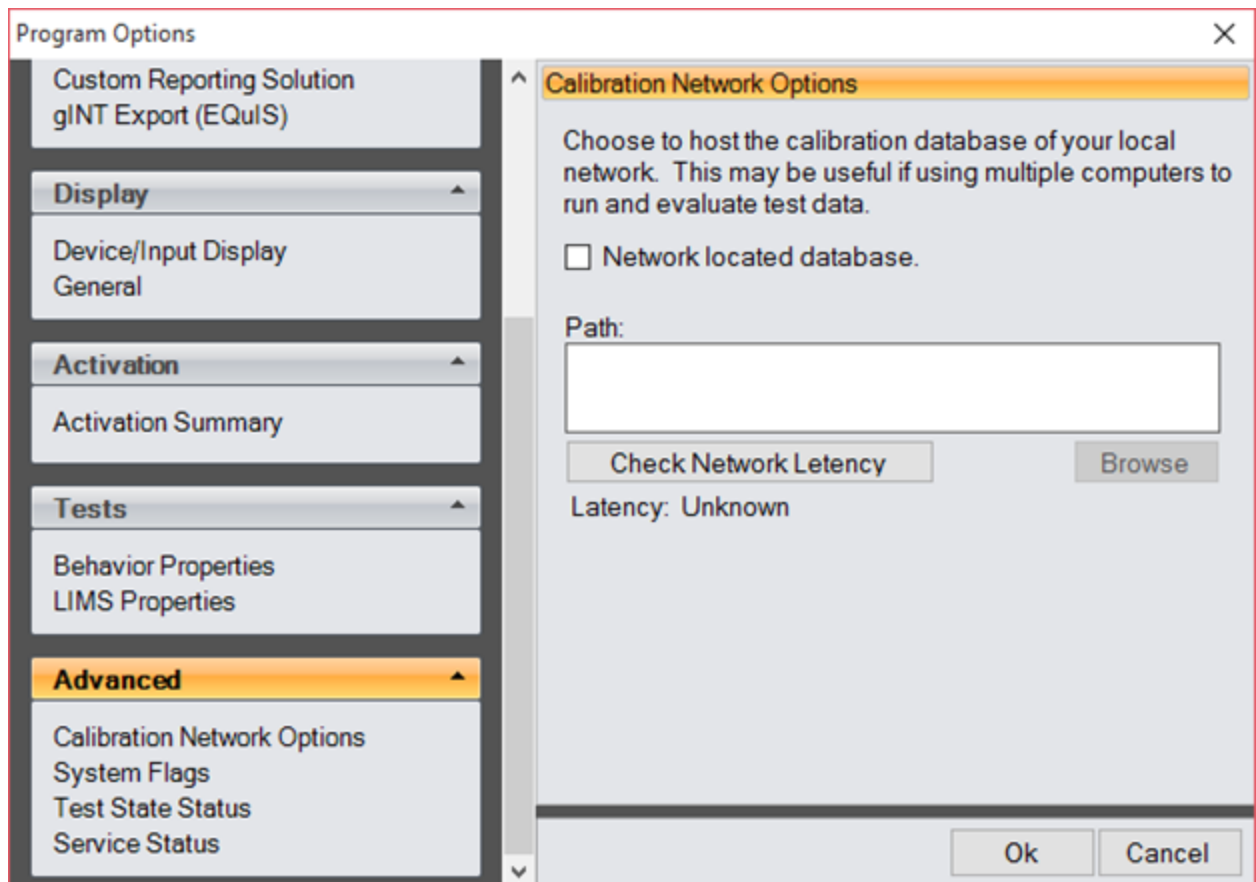 Program Options
Custom Reporting Solution
gINT Export (EQuIS)
Display
Device/Input Display
General
Activation
Activation Summary
Tests
Behavior Properties
LIMS Properties
Advanced
Calibration Network Options
System Flags
Test State Status
Service Status
Calibration Network Options
Choose to host the calibration database of your local
network.  This may be useful if using multiple computers to
run and evaluate test data.
Network located database.
Path:
Check Network Letency
Browse
Latency:  Unknown
Ok
Cancel